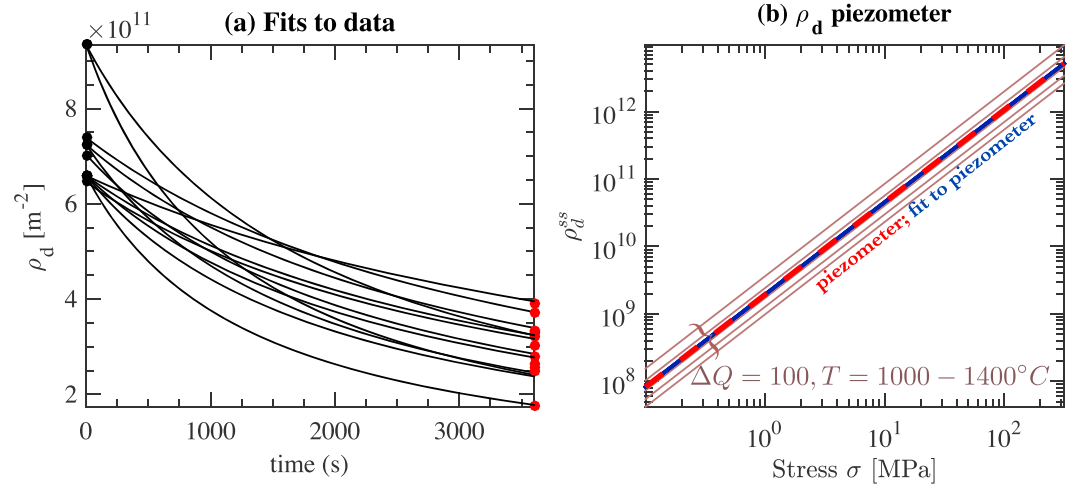 (a) Fits to data
×10^11
8
6
4
2
0
1000
2000
3000
time (s)
ρ_d [m^-2]
(b) ρ_d piezometer
10^12
10^11
10^10
10^9
10^8
ρ_d^ss
piezometer; fit to piezometer
ΔQ = 100, T = 1000 − 1400°C
10^0
10^1
10^2
Stress σ [MPa]